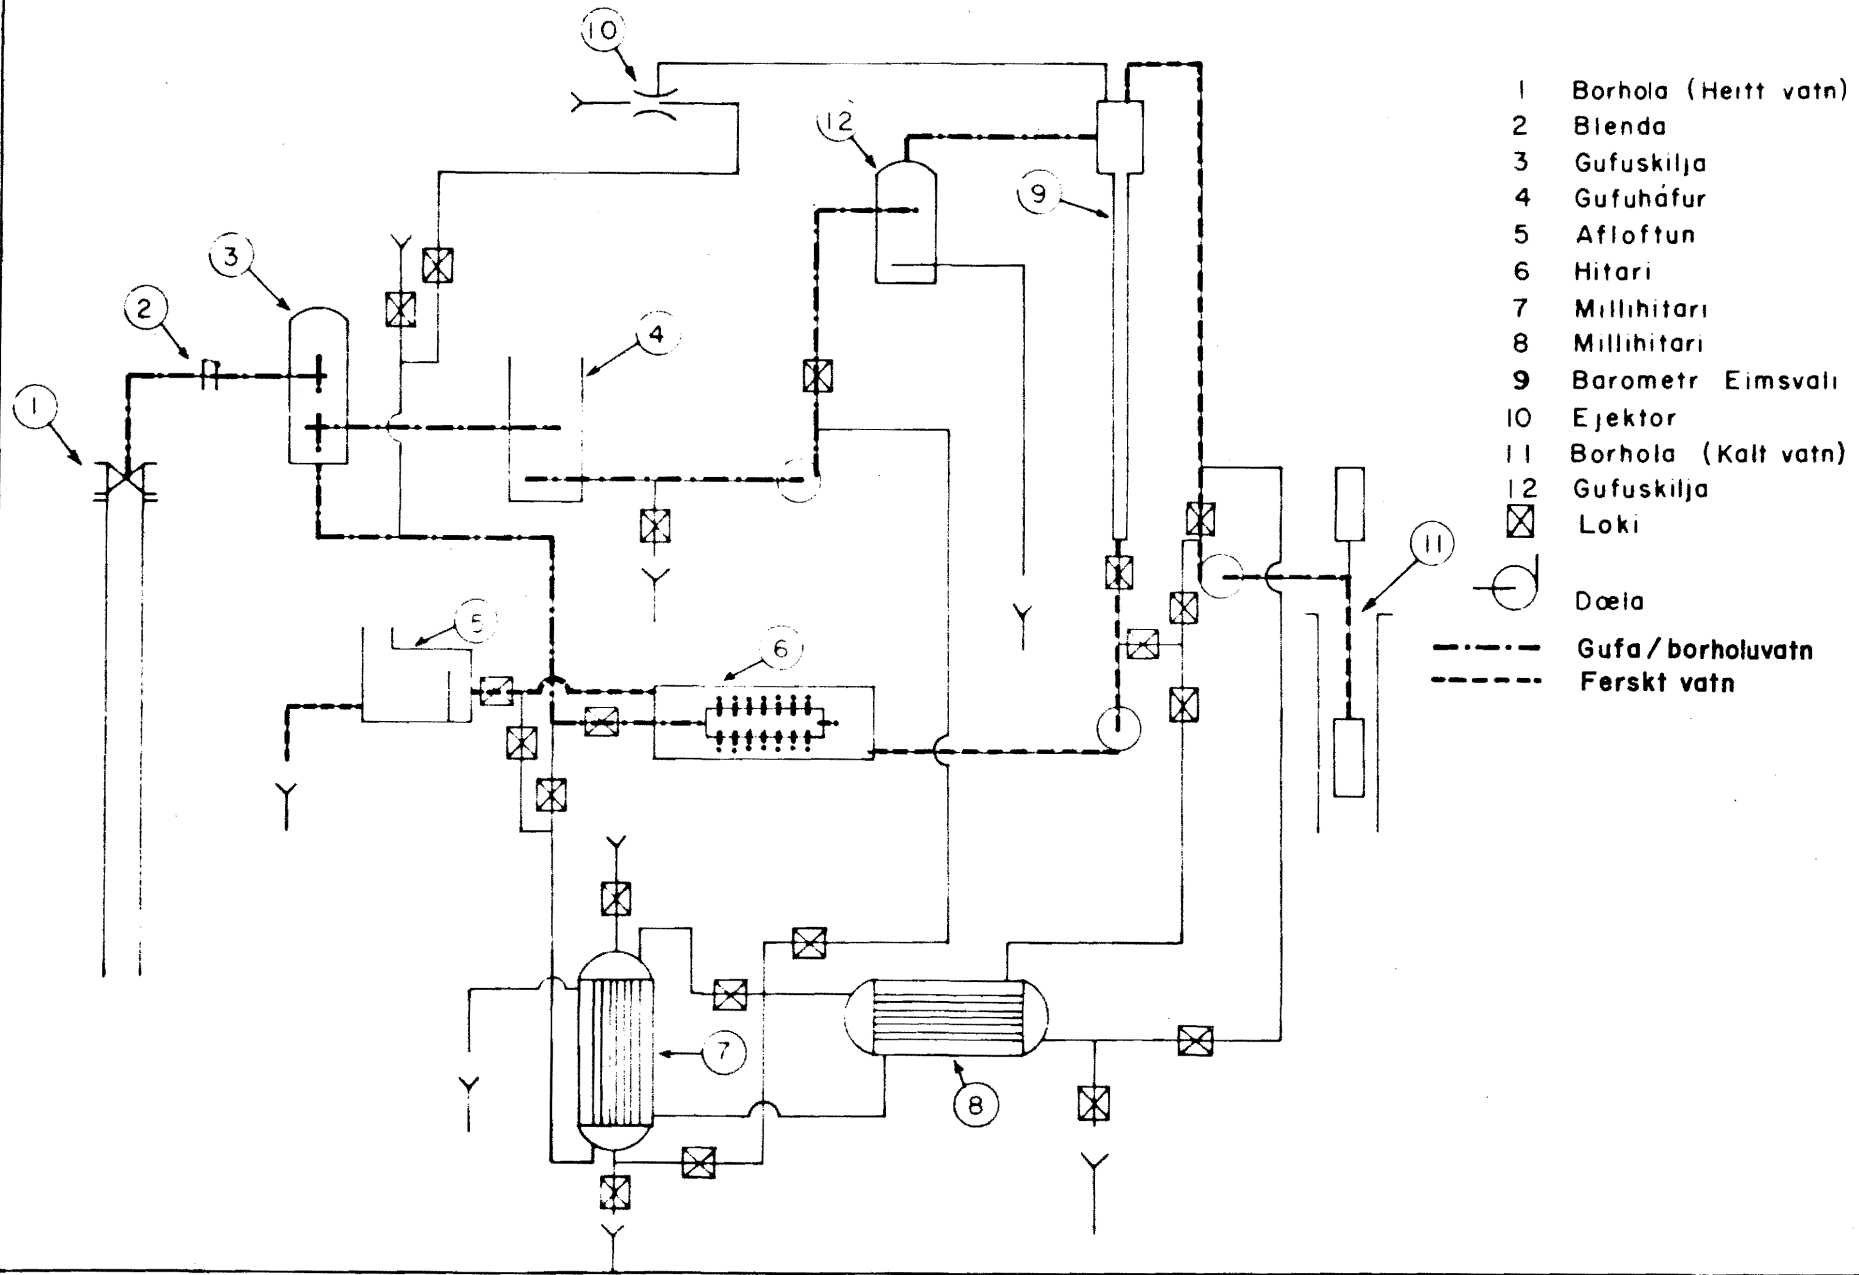 10
12
9
3
2
4
1
11
5
6
7
8
1 Borhola (Heitt vatn)
2 Blenda
3 Gufuskilja
4 Gufuháfur
5 Afloftun
6 Hitari
7 Millihitari
8 Millihitari
9 Barometr Eimsvali
10 Ejektor
11 Borhola (Kalt vatn)
12 Gufuskilja
Loki
Dœla
Gufa/borholuvatn
Ferskt vatn